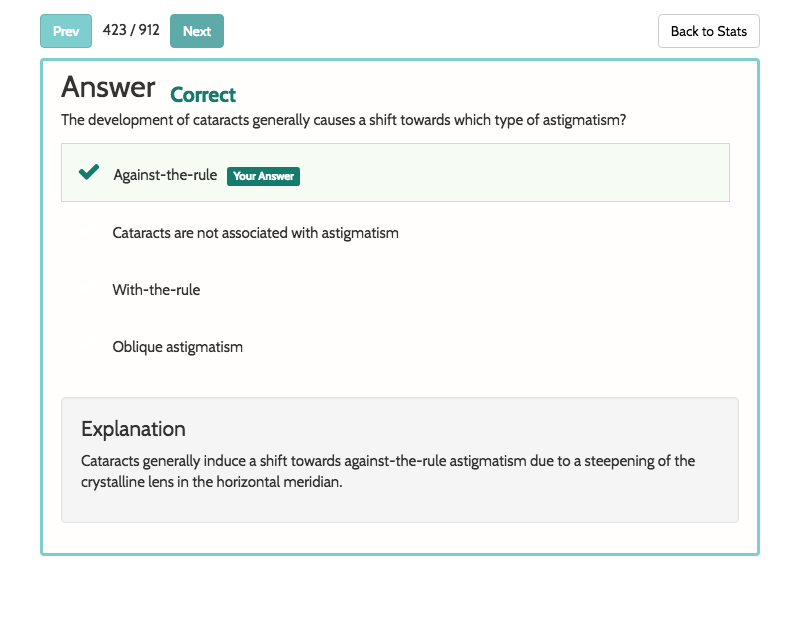 Prev 423 / 912 Next Back to Stats
Answer Correct
The development of cataracts generally causes a shift towards which type of astigmatism?
Against-the-rule Your Answer
Cataracts are not associated with astigmatism
With-the-rule
Oblique astigmatism
Explanation
Cataracts generally induce a shift towards against-the-rule astigmatism due to a steepening of the
crystalline lens in the horizontal meridian.